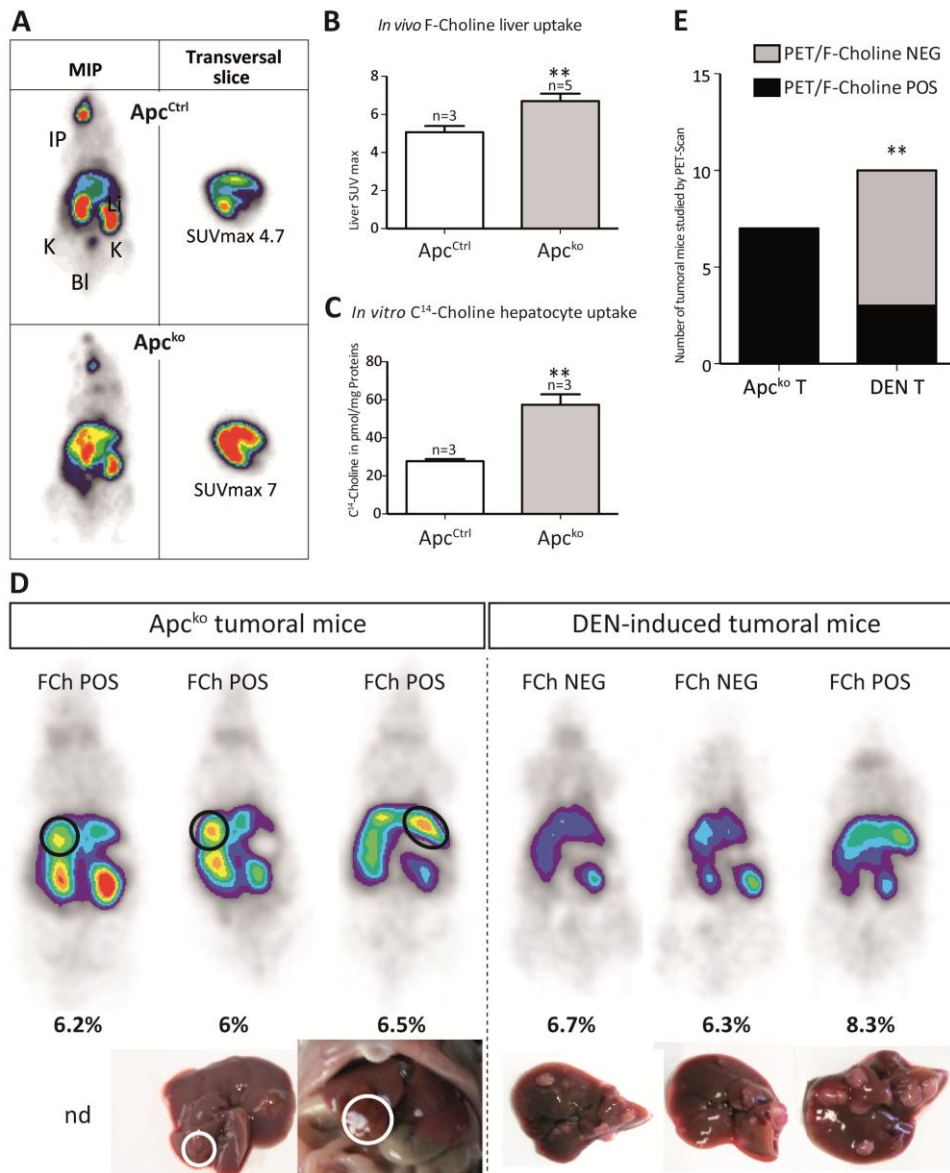 A
MIP
Transversal
slice
Apc^Ctrl
IP
Li
K
K
Bl
SUVmax 4.7
Apc^ko
SUVmax 7
B
In vivo F-Choline liver uptake
Liver SUV max
8
6
4
2
0
n=3
**
n=5
Apc^Ctrl
Apc^ko
C
In vitro C¹⁴-Choline hepatocyte uptake
C¹⁴-Choline in pmol/mg Proteins
80
60
40
20
0
n=3
**
n=3
Apc^Ctrl
Apc^ko
E
PET/F-Choline NEG
PET/F-Choline POS
Number of tumoral mice studied by PET-Scan
15
10
5
0
**
Apc^ko T
DEN T
D
Apc^ko tumoral mice
DEN-induced tumoral mice
FCh POS
FCh POS
FCh POS
FCh NEG
FCh NEG
FCh POS
6.2%
6%
6.5%
6.7%
6.3%
8.3%
nd